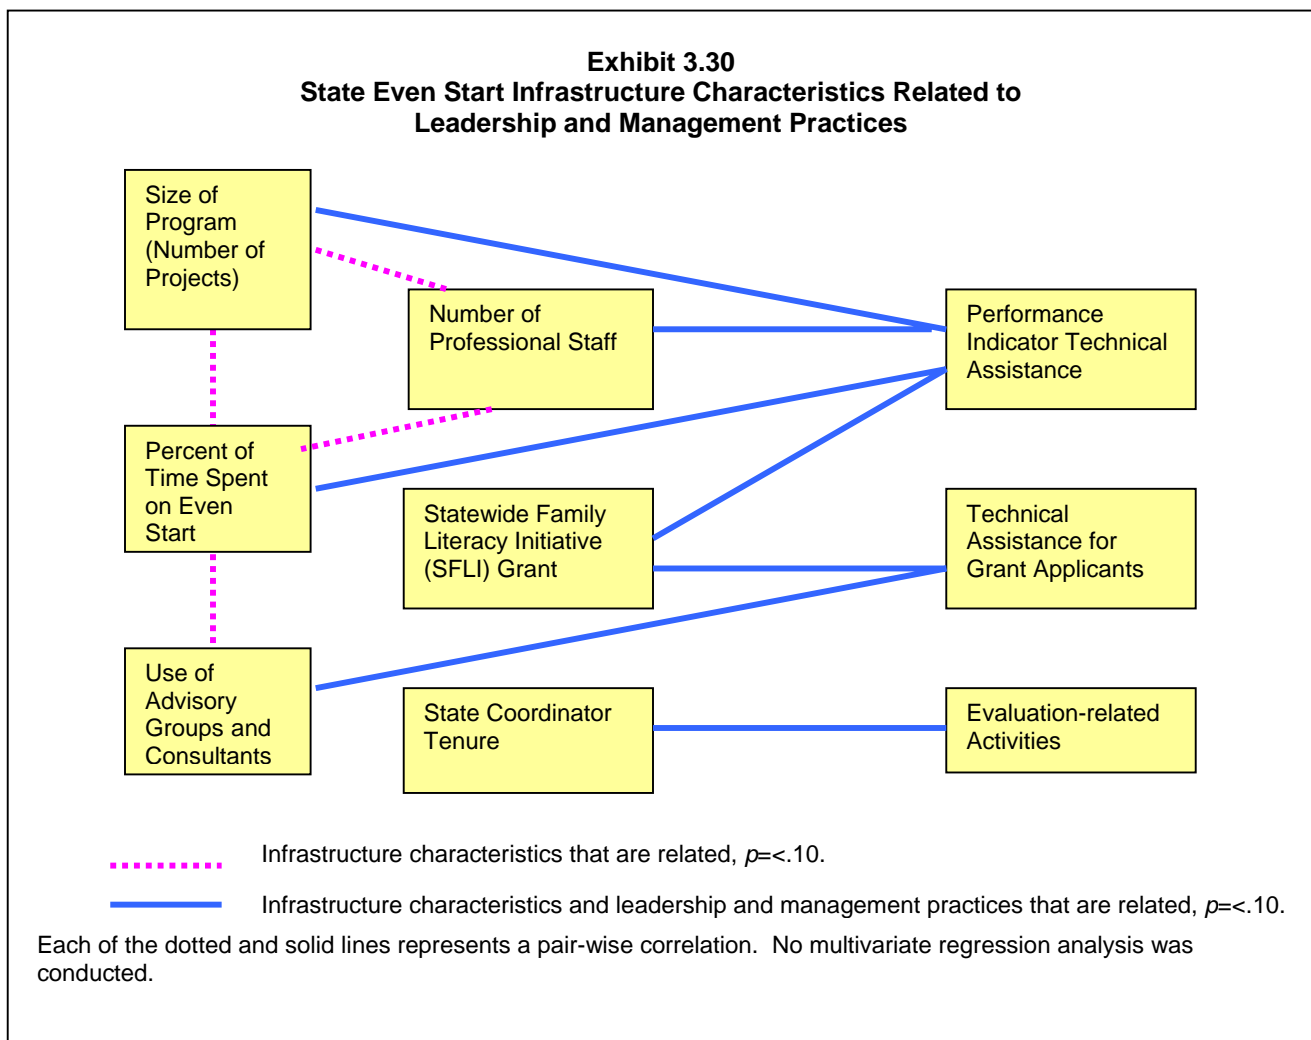 Exhibit 3.30
State Even Start Infrastructure Characteristics Related to
Leadership and Management Practices
Size of
Program
(Number of
Projects)
Number of
Professional Staff
Performance
Indicator Technical
Assistance
Percent of
Time Spent
on Even
Start
Statewide Family
Literacy Initiative
(SFLI) Grant
Technical
Assistance for
Grant Applicants
Use of
Advisory
Groups and
Consultants
State Coordinator
Tenure
Evaluation-related
Activities
Infrastructure characteristics that are related, p=<.10.
Infrastructure characteristics and leadership and management practices that are related, p=<.10.
Each of the dotted and solid lines represents a pair-wise correlation.  No multivariate regression analysis was
conducted.